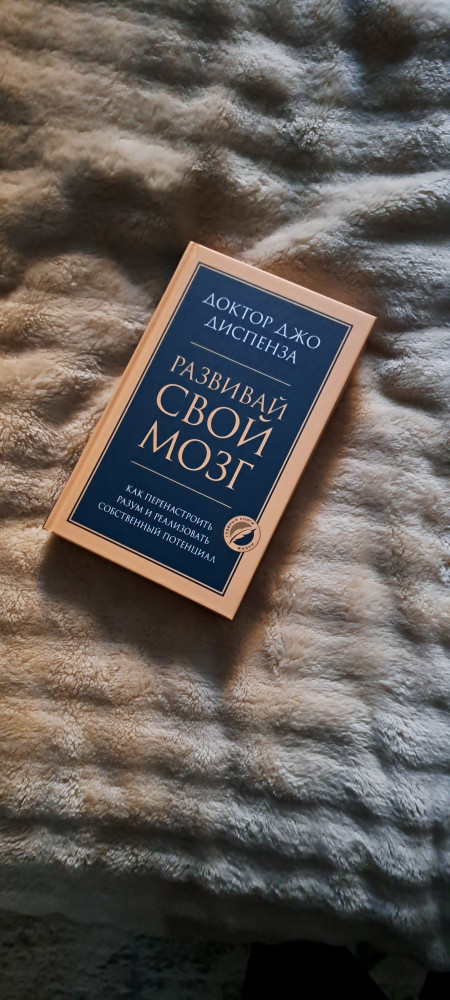 ДОКТОР ДЖО
ДИСПЕНЗА
РАЗВИВАЙ
СВОЙ
МОЗГ
КАК ПЕРЕНАСТРОИТЬ
РАЗУМ И РЕАЛИЗОВАТЬ
СОБСТВЕННЫЙ ПОТЕНЦИАЛ